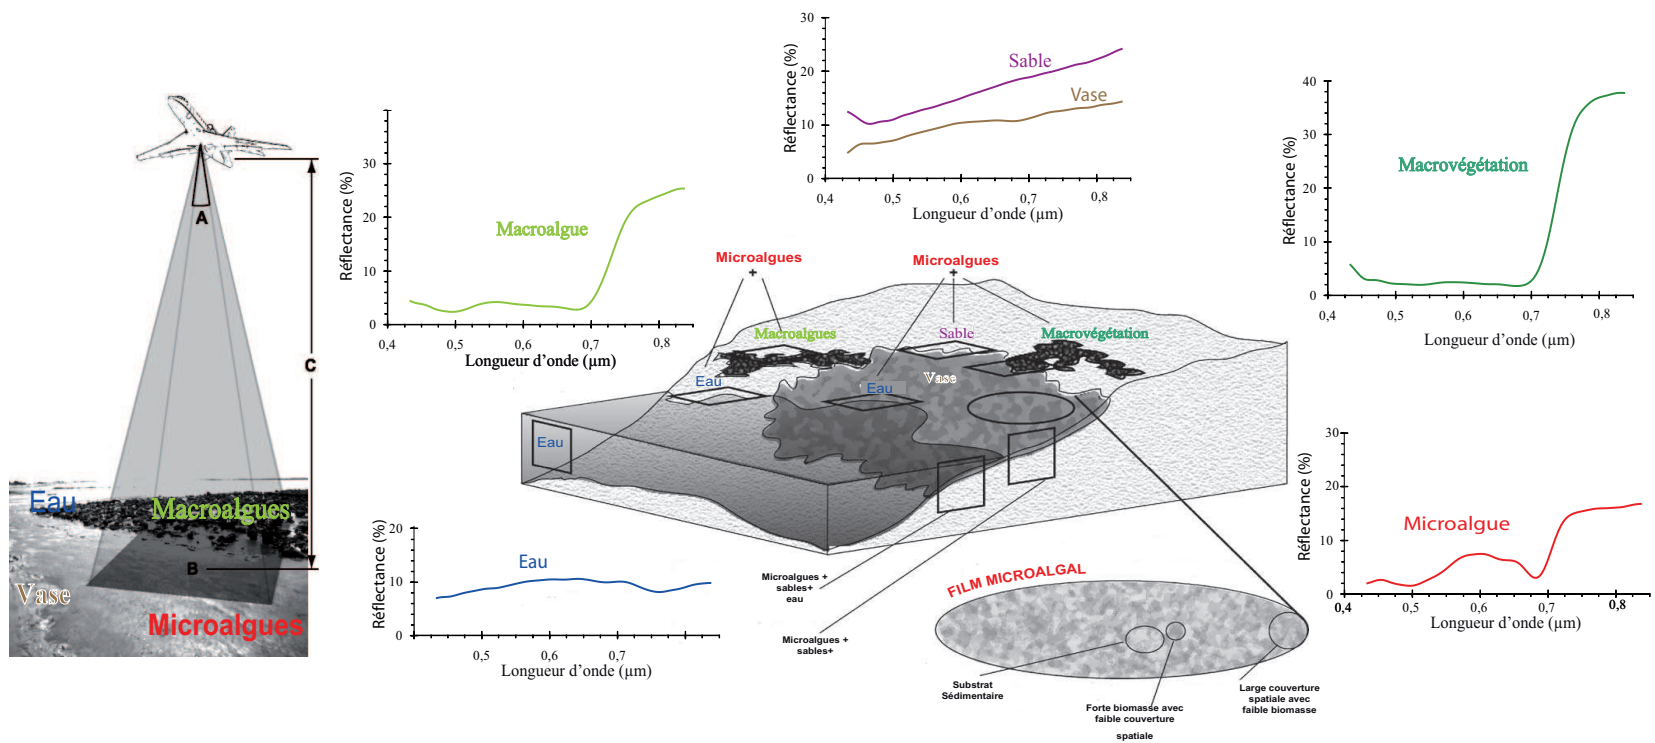 A
C
B
Eau
Macroalgues
Vase
Microalgues
Réflectance (%)
30
20
10
0
Macroalgue
0,4
0,5
0,6
0,7
0,8
Longueur d’onde (µm)
Réflectance (%)
30
20
10
0
Sable
Vase
0,4
0,5
0,6
0,7
0,8
Longueur d’onde (µm)
Réflectance (%)
40
30
20
10
0
Macrovégétation
0,4
0,5
0,6
0,7
0,8
Longueur d’onde (µm)
Microalgues
+
Microalgues
+
Macroalgues
Sable
Macrovégétation
Eau
Eau
Vase
Eau
Réflectance (%)
20
10
0
Eau
0,5
0,6
0,7
Longueur d’onde (µm)
Microalgues +
sables+
eau
Microalgues +
sables+
FILM MICROALGAL
Substrat
Sédimentaire
Forte biomasse avec
faible couverture
spatiale
Large couverture
spatiale avec
faible biomasse
Réflectance (%)
30
20
10
0
Microalgue
0,4
0,5
0,6
0,7
0,8
Longueur d’onde (µm)